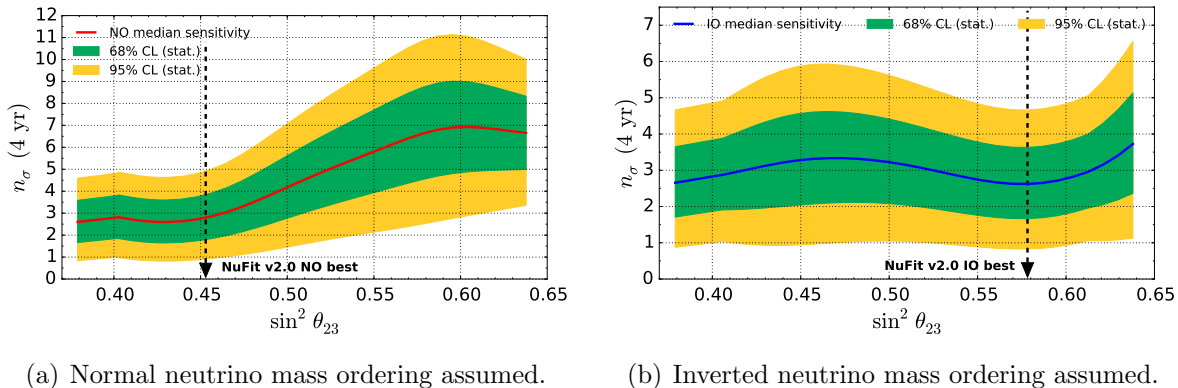 12
11
10
9
8
7
6
5
4
3
2
1
0
n_σ (4 yr)
NO median sensitivity
68% CL (stat.)
95% CL (stat.)
NuFit v2.0 NO best
0.40 0.45 0.50 0.55 0.60 0.65
sin² θ₂₃
(a) Normal neutrino mass ordering assumed.
7
6
5
4
3
2
1
0
n_σ (4 yr)
IO median sensitivity 68% CL (stat.) 95% CL (stat.)
NuFit v2.0 IO best
0.40 0.45 0.50 0.55 0.60 0.65
sin² θ₂₃
(b) Inverted neutrino mass ordering assumed.